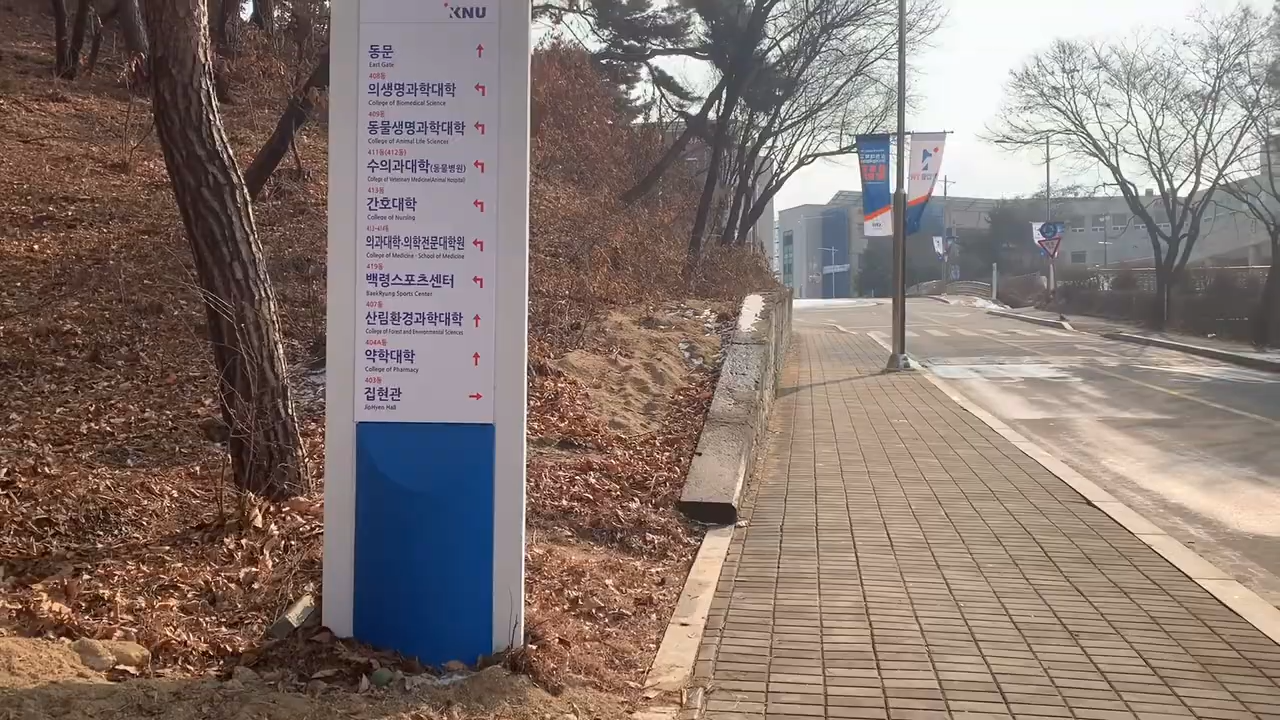 KNU
동문
East Gate
408동
의생명과학대학
College of Biomedical Science
409동
동물생명과학대학
College of Animal Life Sciences
411동(412동)
수의과대학(동물병원)
College of Veterinary Medicine(Animal Hospital)
413동
간호대학
College of Nursing
의과대학·의학전문대학원
College of Medicine · School of Medicine
419동
백령스포츠센터
BaekRyung Sports Center
407동
산림환경과학대학
College of Forest and Environmental Sciences
404A동
약학대학
College of Pharmacy
403동
집현관
JipHyen Hall